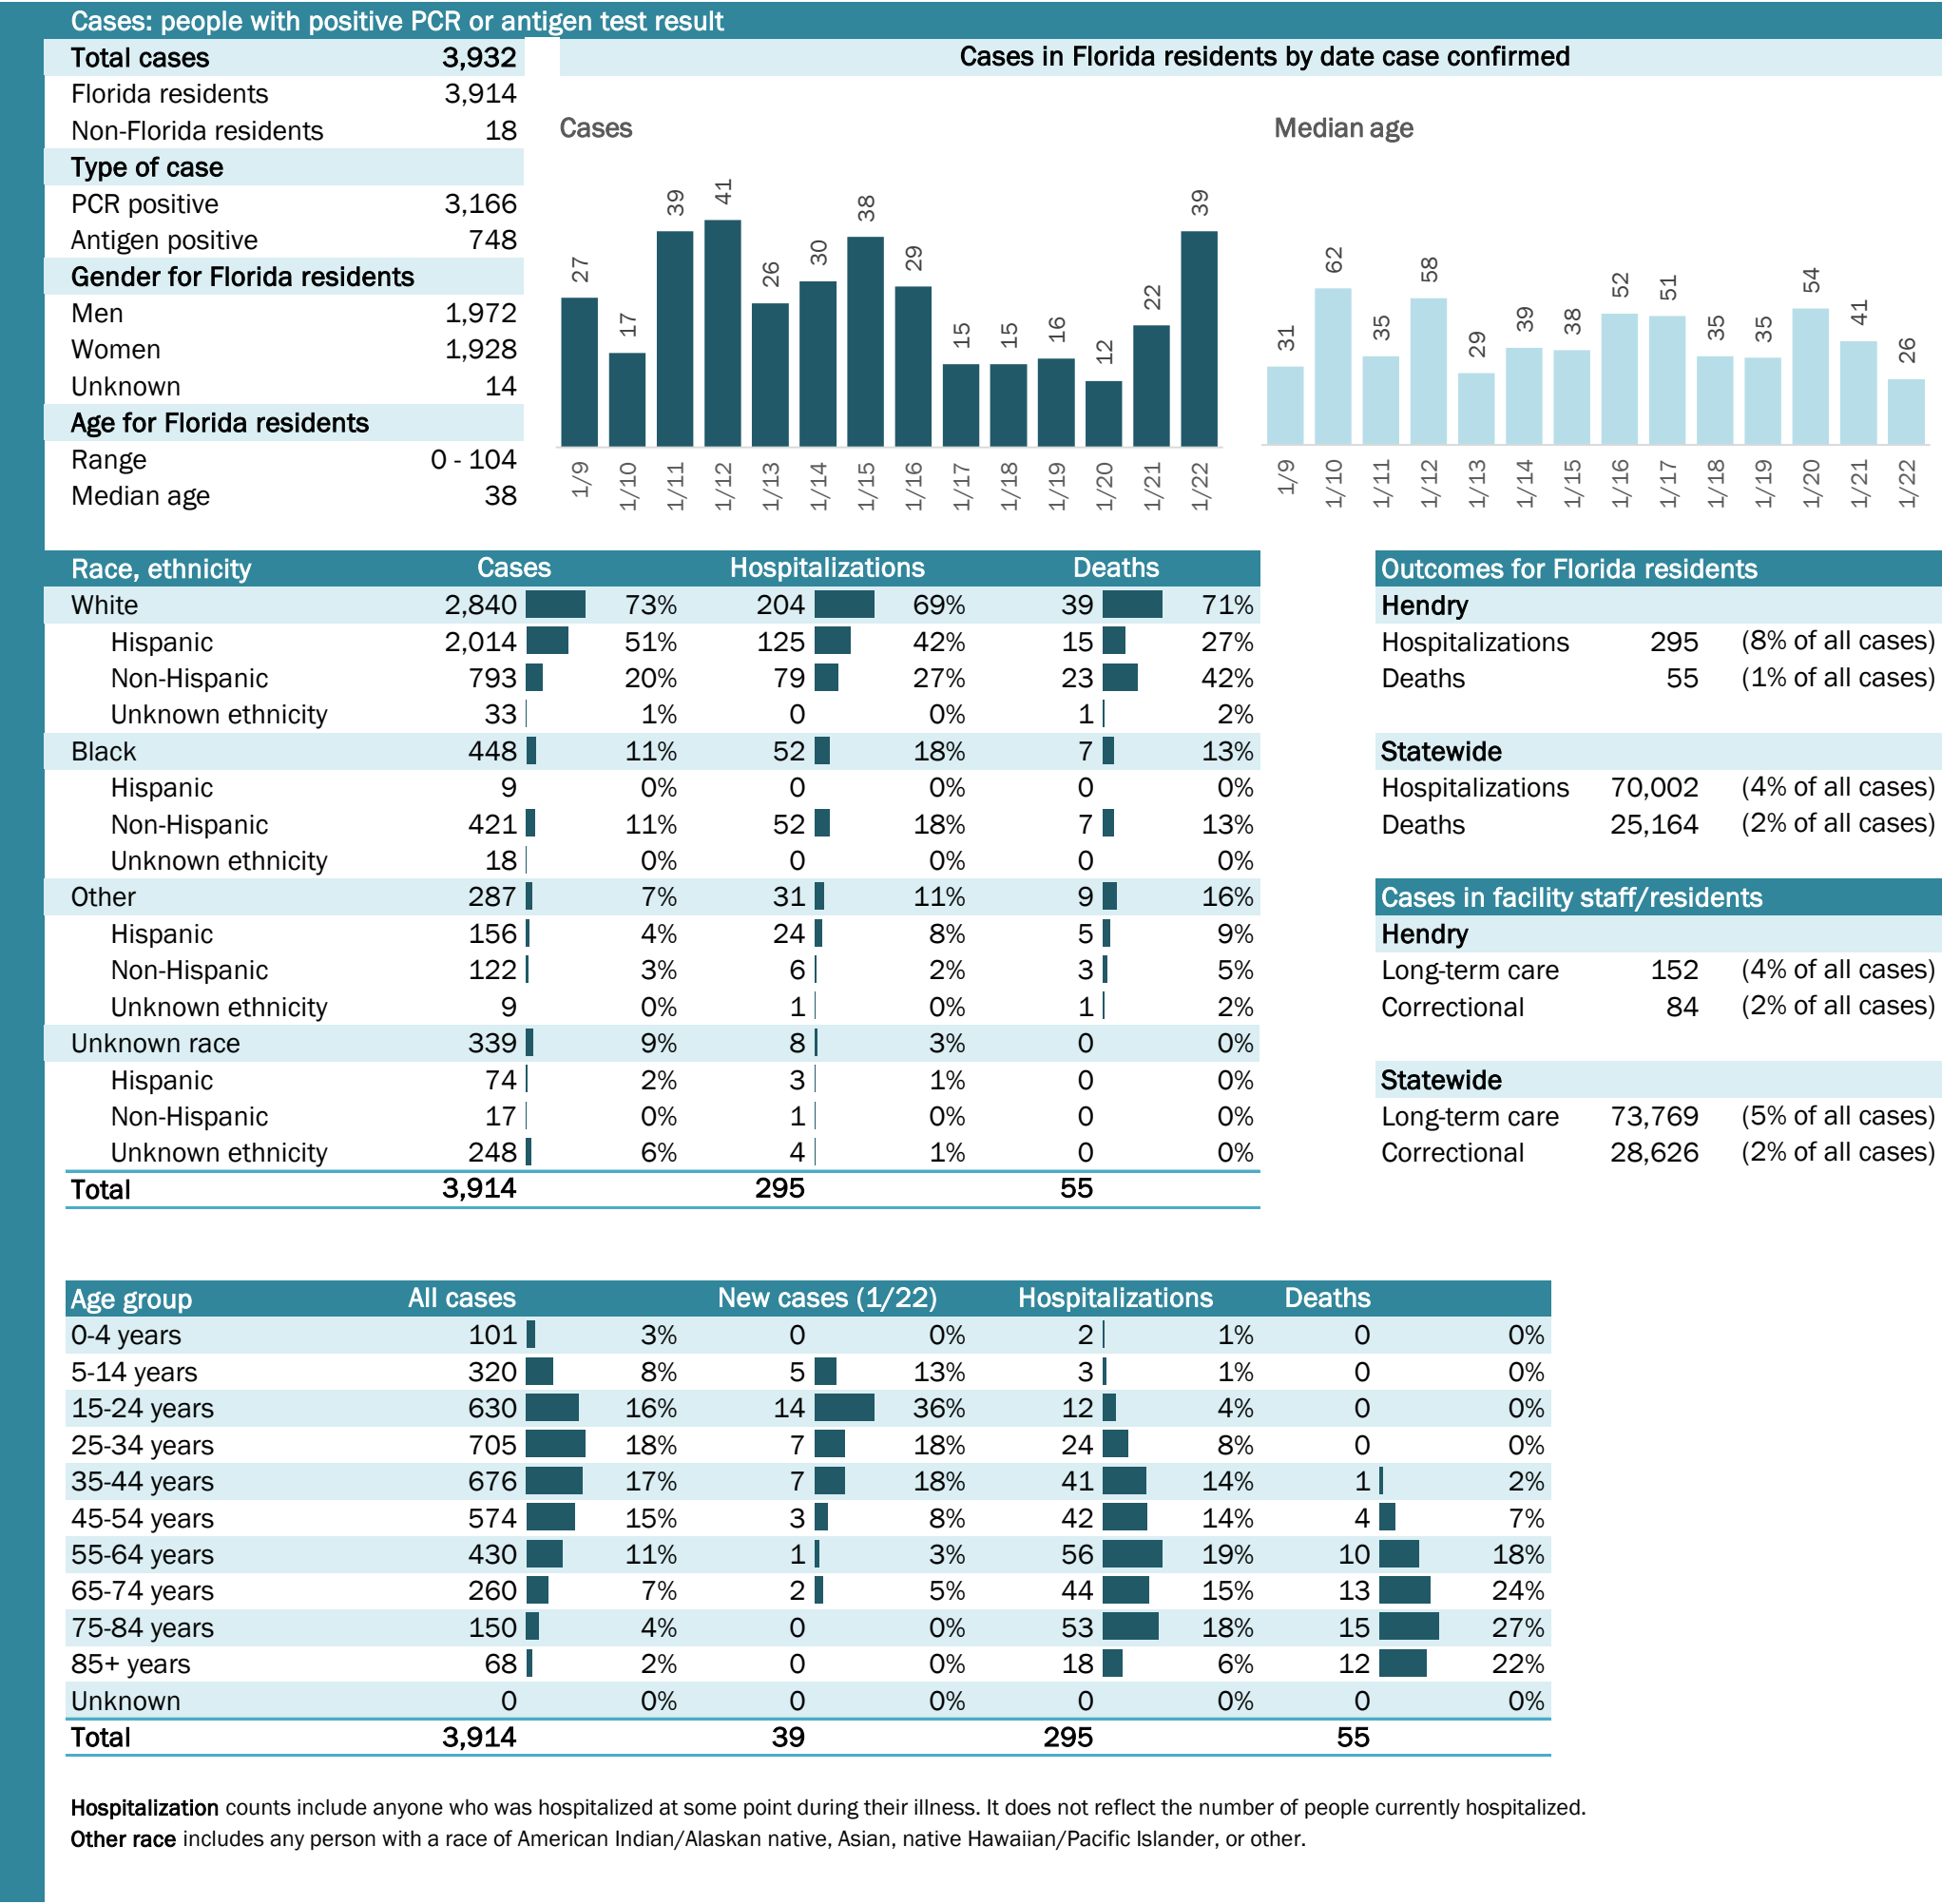 Cases: people with positive PCR or antigen test result
Total cases 3,932
Florida residents 3,914
Non-Florida residents 18
Type of case
PCR positive 3,166
Antigen positive 748
Gender for Florida residents
Men 1,972
Women 1,928
Unknown 14
Age for Florida residents
Range 0 - 104
Median age 38
Cases in Florida residents by date case confirmed
Cases
27 17 39 41 26 30 38 29 15 15 16 12 22 39
1/9 1/10 1/11 1/12 1/13 1/14 1/15 1/16 1/17 1/18 1/19 1/20 1/21 1/22
Median age
31 62 35 58 29 39 38 52 51 35 35 54 41 26
1/9 1/10 1/11 1/12 1/13 1/14 1/15 1/16 1/17 1/18 1/19 1/20 1/21 1/22
Race, ethnicity Cases Hospitalizations Deaths
White 2,840 73% 204 69% 39 71%
Hispanic 2,014 51% 125 42% 15 27%
Non-Hispanic 793 20% 79 27% 23 42%
Unknown ethnicity 33 1% 0 0% 1 2%
Black 448 11% 52 18% 7 13%
Hispanic 9 0% 0 0% 0 0%
Non-Hispanic 421 11% 52 18% 7 13%
Unknown ethnicity 18 0% 0 0% 0 0%
Other 287 7% 31 11% 9 16%
Hispanic 156 4% 24 8% 5 9%
Non-Hispanic 122 3% 6 2% 3 5%
Unknown ethnicity 9 0% 1 0% 1 2%
Unknown race 339 9% 8 3% 0 0%
Hispanic 74 2% 3 1% 0 0%
Non-Hispanic 17 0% 1 0% 0 0%
Unknown ethnicity 248 6% 4 1% 0 0%
Total 3,914 295 55
Outcomes for Florida residents
Hendry
Hospitalizations 295 (8% of all cases)
Deaths 55 (1% of all cases)
Statewide
Hospitalizations 70,002 (4% of all cases)
Deaths 25,164 (2% of all cases)
Cases in facility staff/residents
Hendry
Long-term care 152 (4% of all cases)
Correctional 84 (2% of all cases)
Statewide
Long-term care 73,769 (5% of all cases)
Correctional 28,626 (2% of all cases)
Age group All cases New cases (1/22) Hospitalizations Deaths
0-4 years 101 3% 0 0% 2 1% 0 0%
5-14 years 320 8% 5 13% 3 1% 0 0%
15-24 years 630 16% 14 36% 12 4% 0 0%
25-34 years 705 18% 7 18% 24 8% 0 0%
35-44 years 676 17% 7 18% 41 14% 1 2%
45-54 years 574 15% 3 8% 42 14% 4 7%
55-64 years 430 11% 1 3% 56 19% 10 18%
65-74 years 260 7% 2 5% 44 15% 13 24%
75-84 years 150 4% 0 0% 53 18% 15 27%
85+ years 68 2% 0 0% 18 6% 12 22%
Unknown 0 0% 0 0% 0 0% 0 0%
Total 3,914 39 295 55
Hospitalization counts include anyone who was hospitalized at some point during their illness. It does not reflect the number of people currently hospitalized.
Other race includes any person with a race of American Indian/Alaskan native, Asian, native Hawaiian/Pacific Islander, or other.